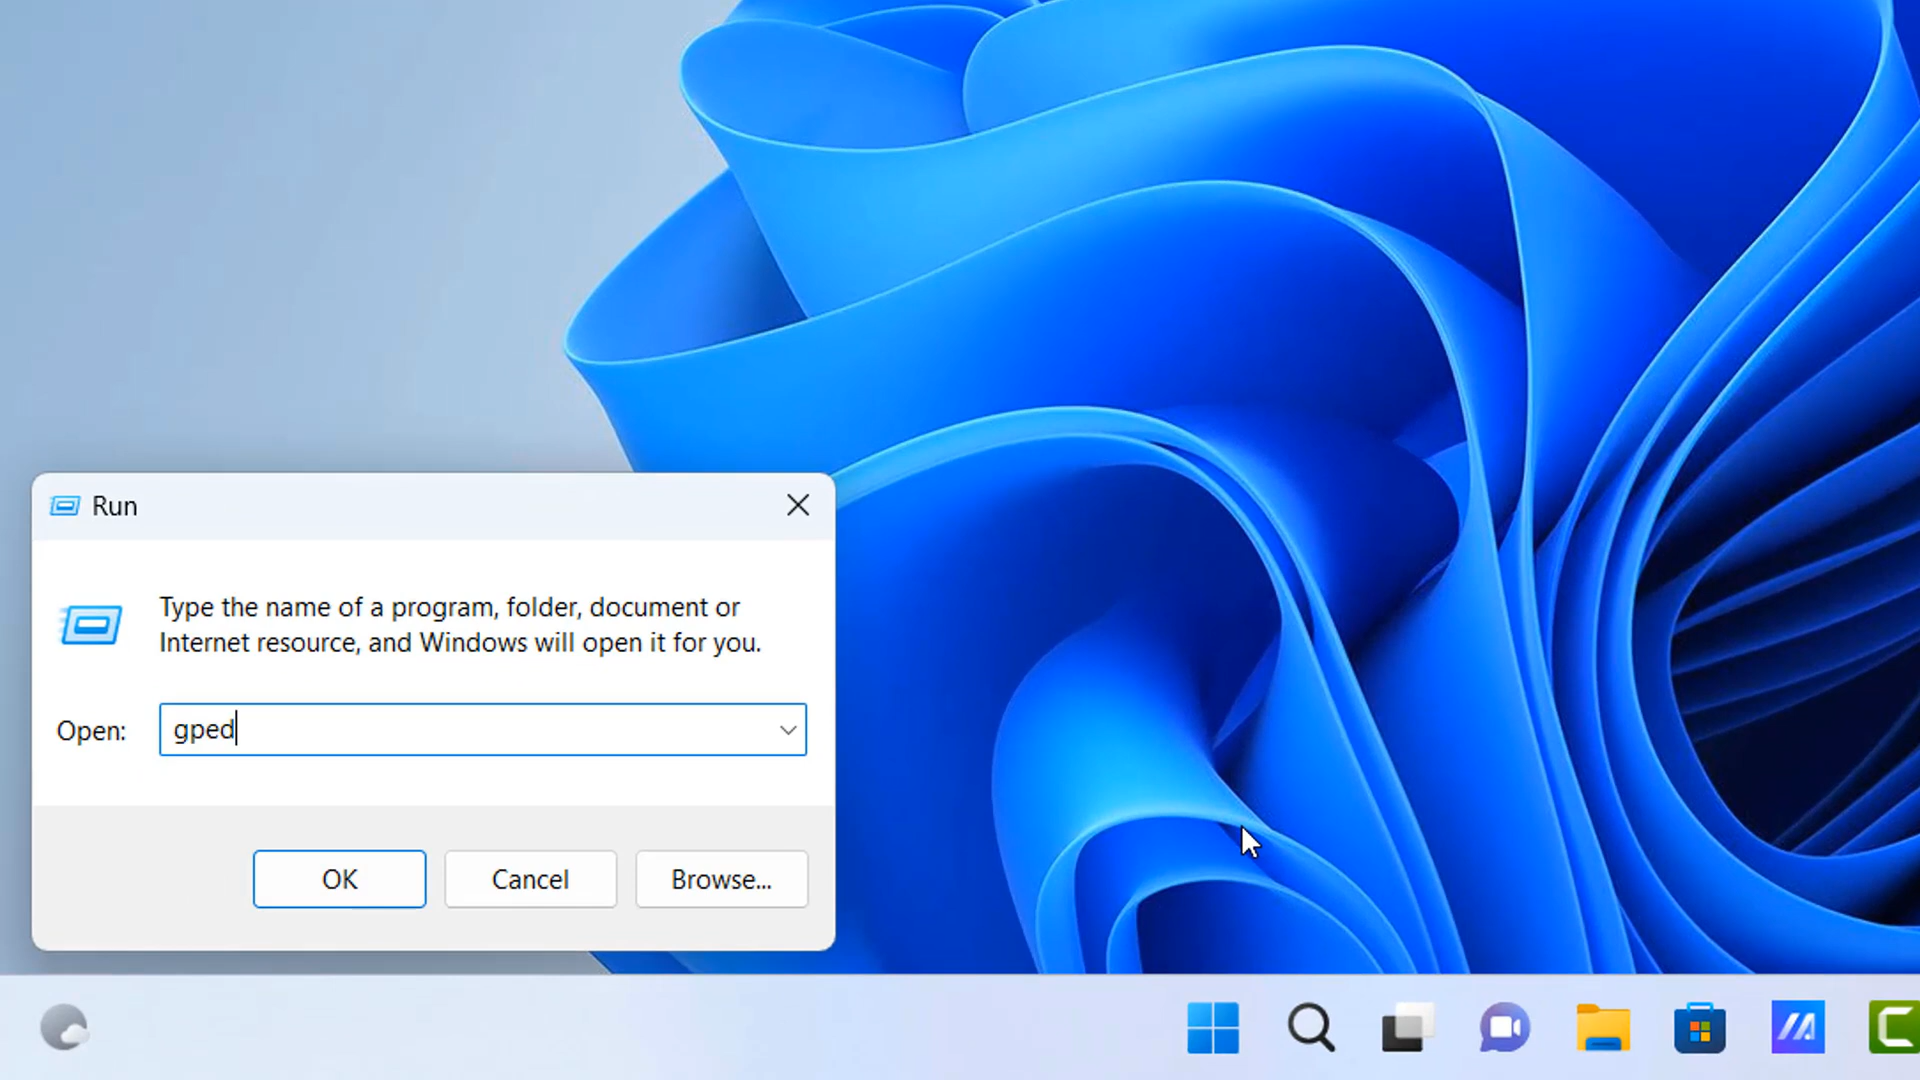 Run
Type the name of a program, folder, document or
Internet resource, and Windows will open it for you.
Open:
gped
OK
Cancel
Browse...